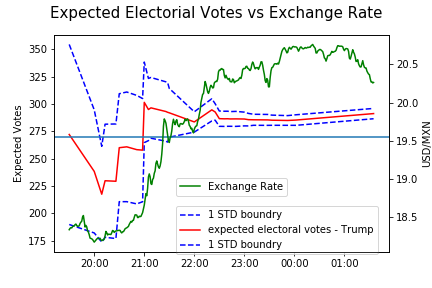 Expected Electorial Votes vs Exchange Rate
Expected Votes
350
325
300
275
250
225
200
175
20:00
21:00
22:00
23:00
00:00
01:00
20.5
20.0
19.5
19.0
18.5
USD/MXN
Exchange Rate
1 STD boundry
expected electoral votes - Trump
1 STD boundry